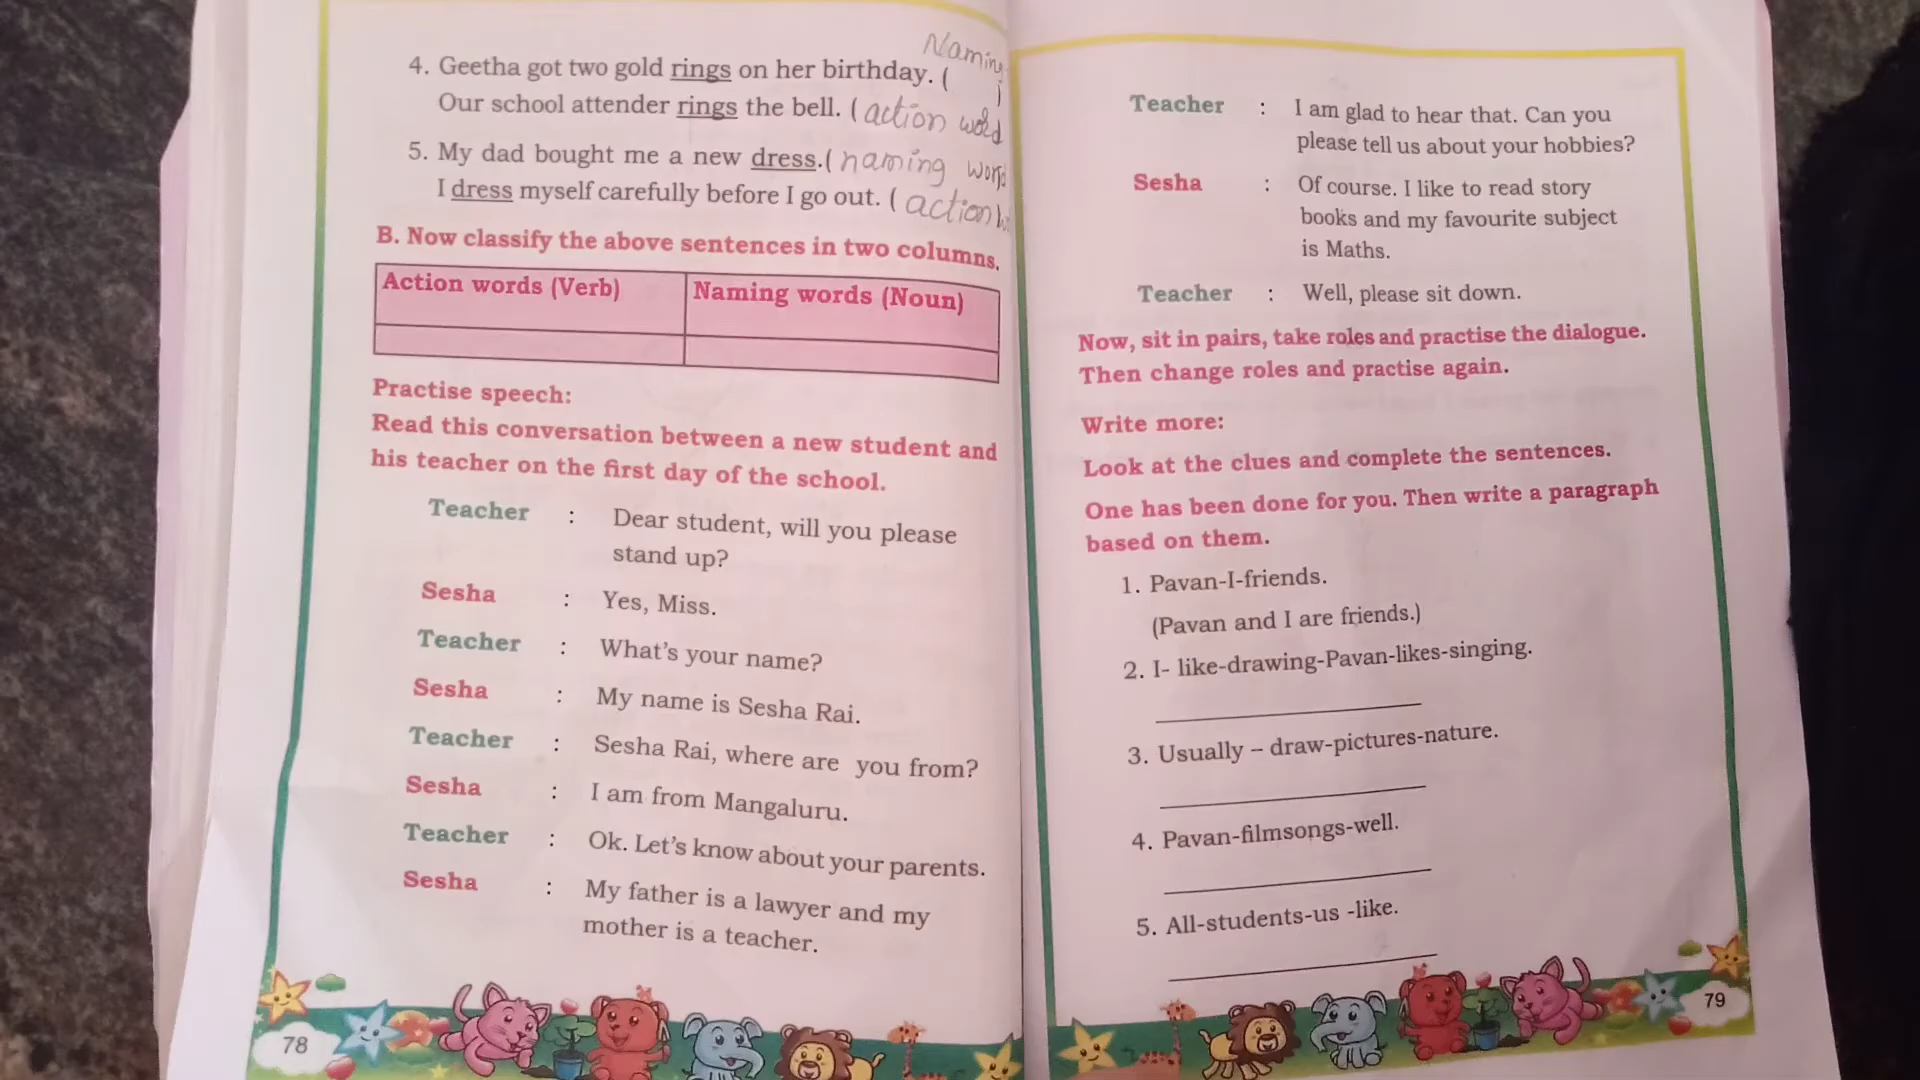 4. Geetha got two gold rings on her birthday. ( Naming )
Our school attender rings the bell. ( action word
5. My dad bought me a new dress.( naming word
I dress myself carefully before I go out. ( action
B. Now classify the above sentences in two columns.
Action words (Verb) Naming words (Noun)
Practise speech:
Read this conversation between a new student and
his teacher on the first day of the school.
Teacher : Dear student, will you please
stand up?
Sesha : Yes, Miss.
Teacher : What's your name?
Sesha : My name is Sesha Rai.
Teacher : Sesha Rai, where are you from?
Sesha : I am from Mangaluru.
Teacher : Ok. Let's know about your parents.
Sesha : My father is a lawyer and my
mother is a teacher.
78
Teacher : I am glad to hear that. Can you
please tell us about your hobbies?
Sesha : Of course. I like to read story
books and my favourite subject
is Maths.
Teacher : Well, please sit down.
Now, sit in pairs, take roles and practise the dialogue.
Then change roles and practise again.
Write more:
Look at the clues and complete the sentences.
One has been done for you. Then write a paragraph
based on them.
1. Pavan-I-friends.
(Pavan and I are friends.)
2. I- like-drawing-Pavan-likes-singing.
3. Usually – draw-pictures-nature.
4. Pavan-filmsongs-well.
5. All-students-us -like.
79